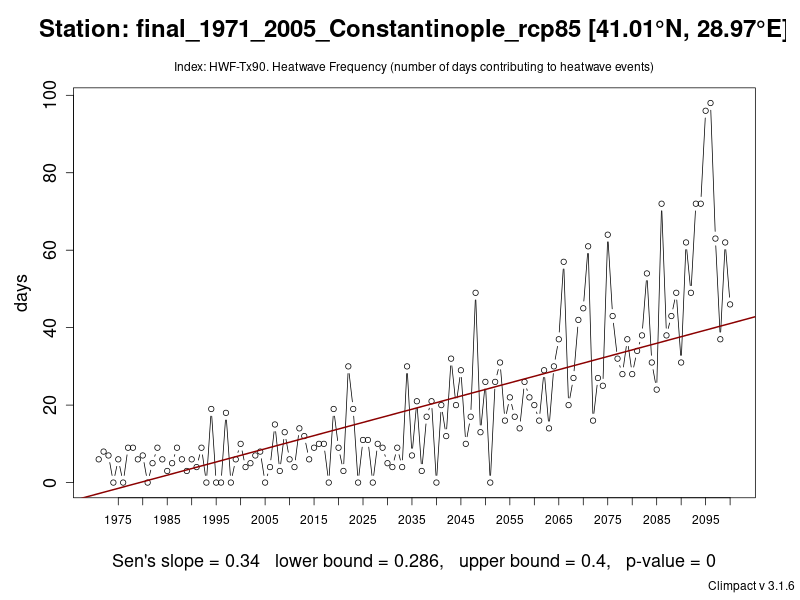 Station: final_1971_2005_Constantinople_rcp85 [41.01°N, 28.97°E]
Index: HWF-Tx90. Heatwave Frequency (number of days contributing to heatwave events)
100
80
60
40
20
0
days
1975 1985 1995 2005 2015 2025 2035 2045 2055 2065 2075 2085 2095
Sen's slope = 0.34 lower bound = 0.286, upper bound = 0.4, p-value = 0
Climpact v 3.1.6